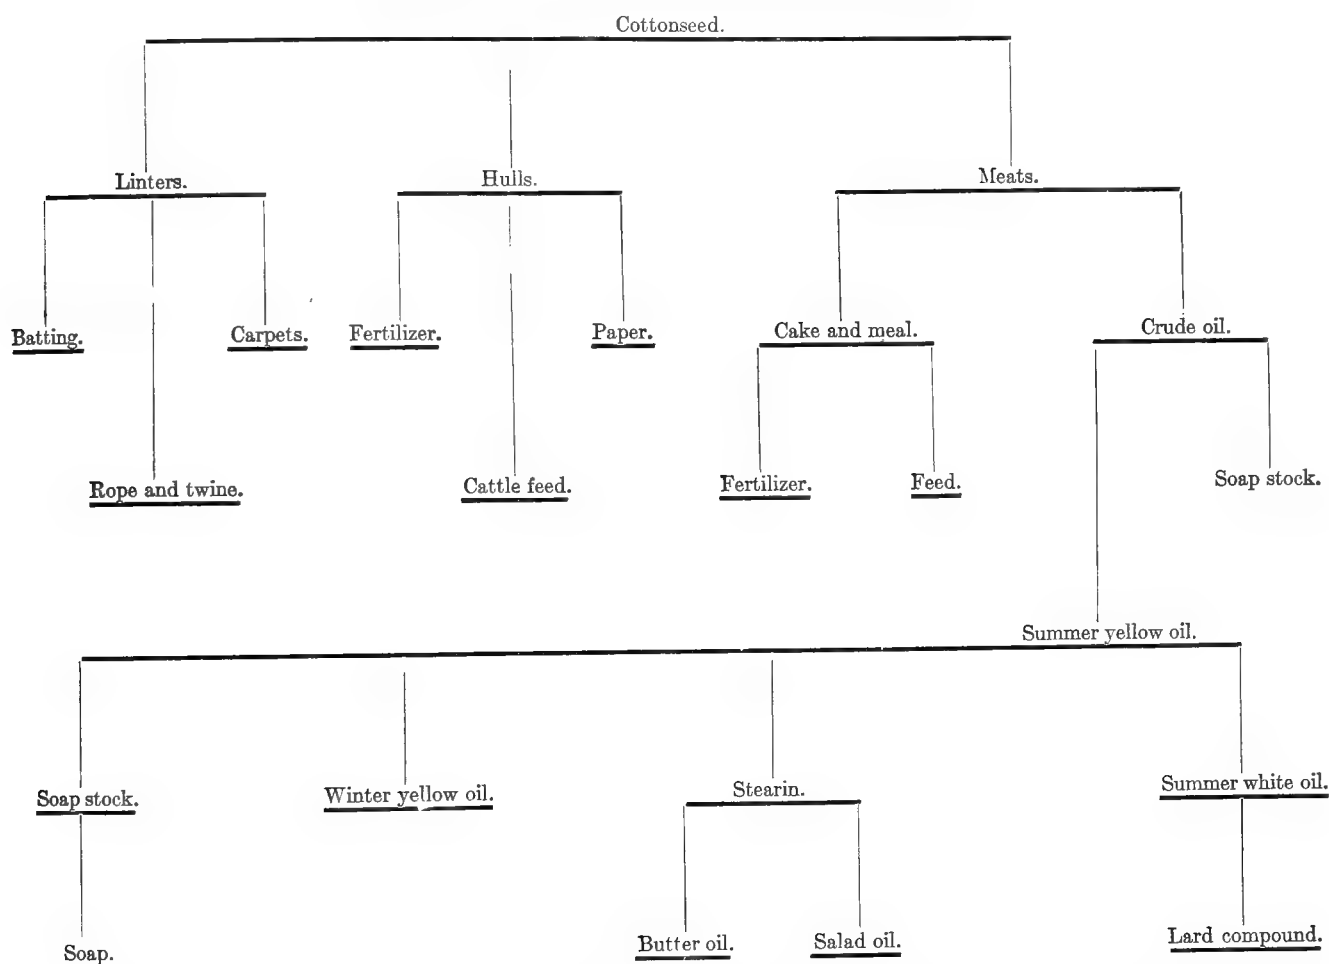 Cottonseed.
Linters.
Hulls.
Meats.
Batting.
Carpets.
Fertilizer.
Paper.
Cake and meal.
Crude oil.
Rope and twine.
Cattle feed.
Fertilizer.
Feed.
Soap stock.
Summer yellow oil.
Soap stock.
Winter yellow oil.
Stearin.
Summer white oil.
Soap.
Butter oil.
Salad oil.
Lard compound.